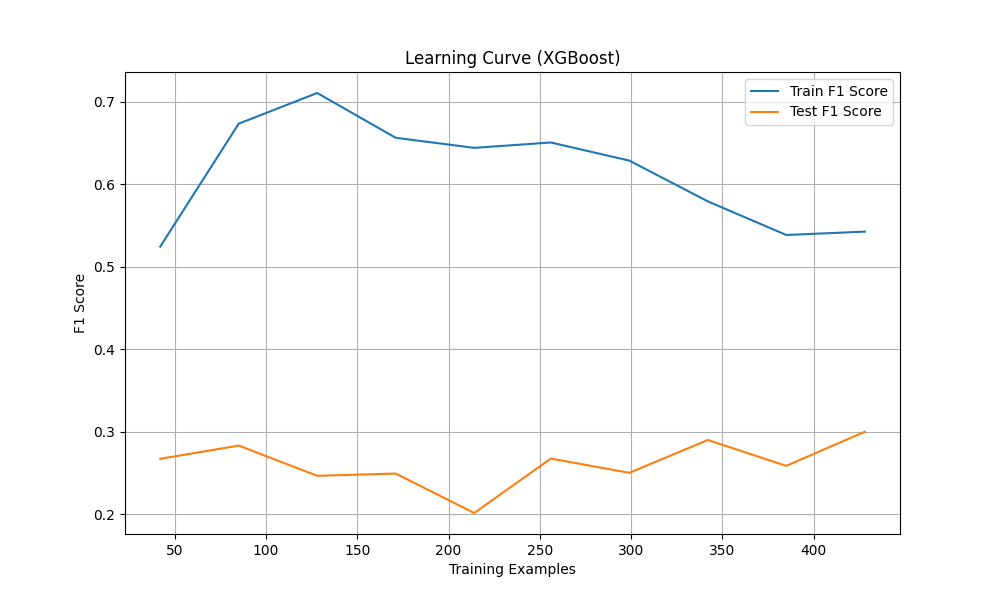 Learning Curve (XGBoost)
Train F1 Score
Test F1 Score
F1 Score
0.7
0.6
0.5
0.4
0.3
0.2
50 100 150 200 250 300 350 400
Training Examples